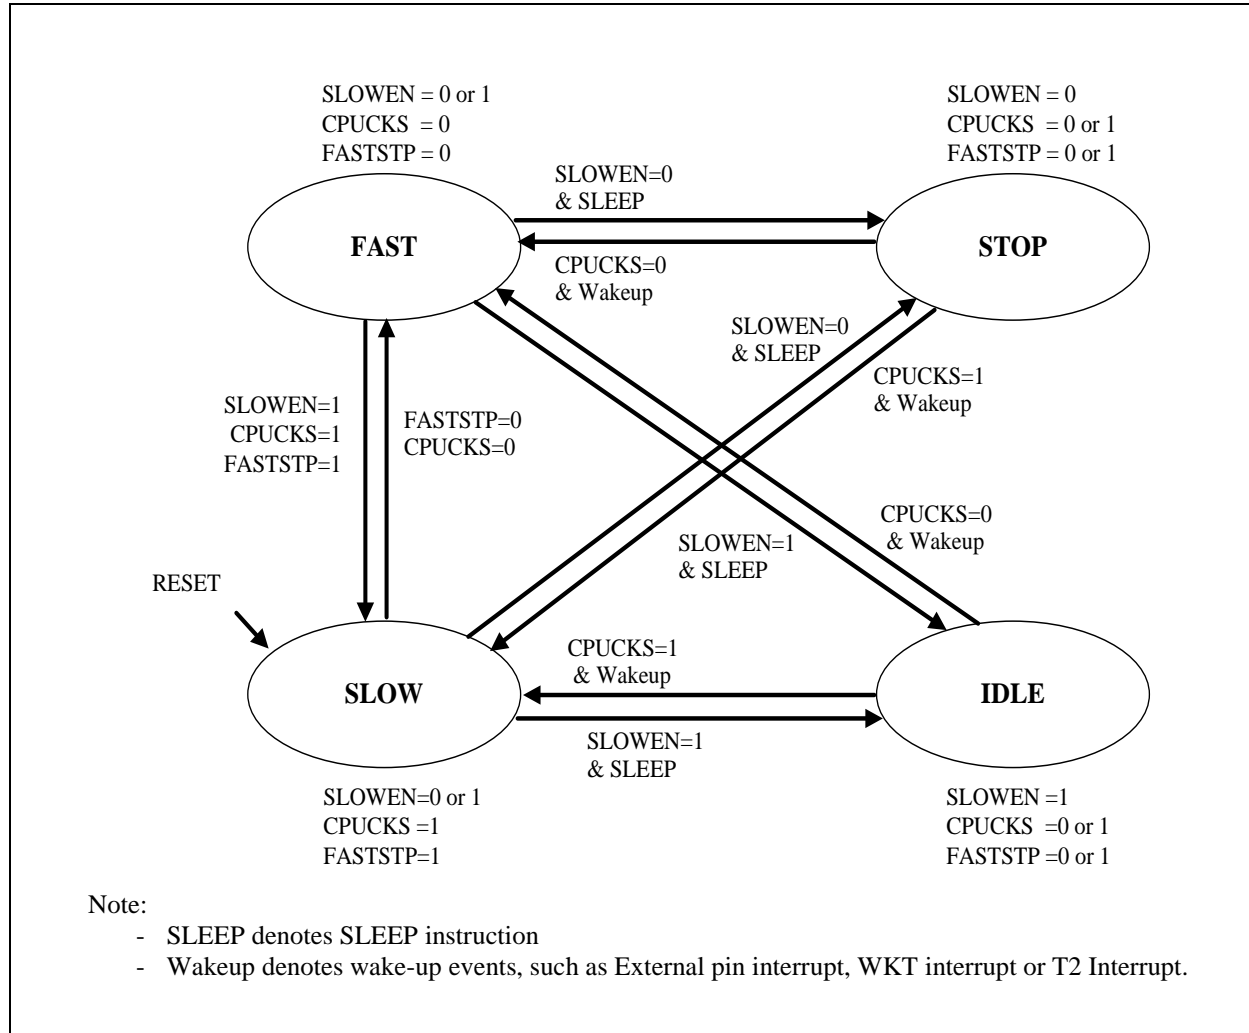 SLOWEN = 0 or 1
CPUCKS = 0
FASTSTP = 0
SLOWEN = 0
CPUCKS = 0 or 1
FASTSTP = 0 or 1
SLOWEN=0
& SLEEP
FAST
STOP
CPUCKS=0
& Wakeup
SLOWEN=0
& SLEEP
CPUCKS=1
& Wakeup
SLOWEN=1
CPUCKS=1
FASTSTP=1
FASTSTP=0
CPUCKS=0
CPUCKS=0
& Wakeup
SLOWEN=1
& SLEEP
RESET
CPUCKS=1
& Wakeup
SLOW
IDLE
SLOWEN=1
& SLEEP
SLOWEN=0 or 1
CPUCKS =1
FASTSTP=1
SLOWEN =1
CPUCKS =0 or 1
FASTSTP =0 or 1
Note:
- SLEEP denotes SLEEP instruction
- Wakeup denotes wake-up events, such as External pin interrupt, WKT interrupt or T2 Interrupt.